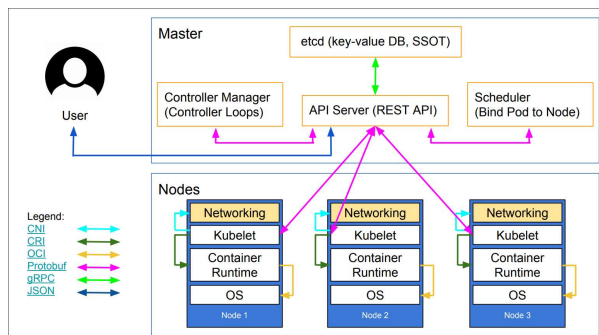 Master
etcd (key-value DB, SSOT)
Controller Manager
(Controller Loops)
API Server (REST API)
Scheduler
(Bind Pod to Node)
User
Nodes
Legend:
CNI
CRI
OCI
Protobuf
gRPC
JSON
Networking
Kubelet
Container
Runtime
OS
Node 1
Networking
Kubelet
Container
Runtime
OS
Node 2
Networking
Kubelet
Container
Runtime
OS
Node 3